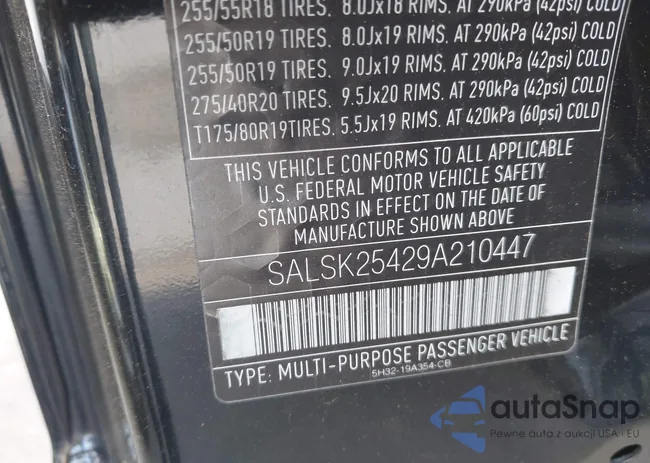 255/55R18 TIRES. 8.0Jx18 RIMS. AT 290kPa (42psi) COLD
255/50R19 TIRES. 8.0Jx19 RIMS. AT 290kPa (42psi) COLD
255/50R19 TIRES. 9.0Jx19 RIMS. AT 290kPa (42psi) COLD
275/40R20 TIRES. 9.5Jx20 RIMS. AT 290kPa (42psi) COLD
T175/80R19TIRES. 5.5Jx19 RIMS. AT 420kPa (60psi) COLD
THIS VEHICLE CONFORMS TO ALL APPLICABLE
U.S. FEDERAL MOTOR VEHICLE SAFETY
STANDARDS IN EFFECT ON THE DATE OF
MANUFACTURE SHOWN ABOVE
SALSK25429A210447
TYPE: MULTI-PURPOSE PASSENGER VEHICLE
5H32-19A354-CB
autaSnap
Pewne auta z aukcji USA i EU